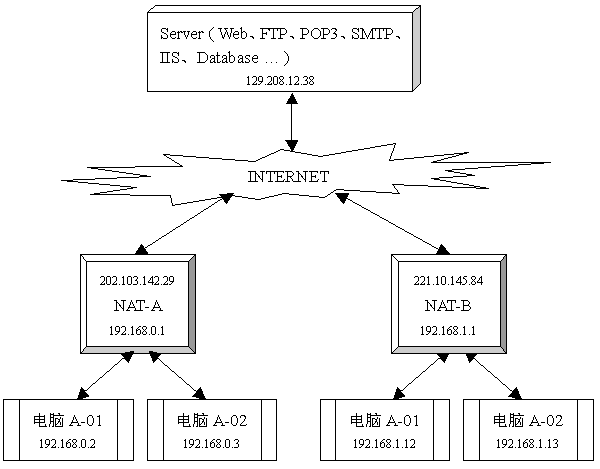 Server（Web、FTP、POP3、SMTP、
IIS、Database …）
129.208.12.38
INTERNET
202.103.142.29
NAT-A
192.168.0.1
221.10.145.84
NAT-B
192.168.1.1
电脑 A-01
192.168.0.2
电脑 A-02
192.168.0.3
电脑 A-01
192.168.1.12
电脑 A-02
192.168.1.13